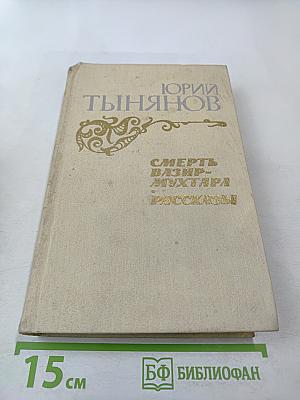 ЮРИЙ
ТЫНЯНОВ
СМЕРТЬ
ВАЗИР-
МУХТАРА
РАССКАЗЫ
15 см
БФ БИБЛИОФАН